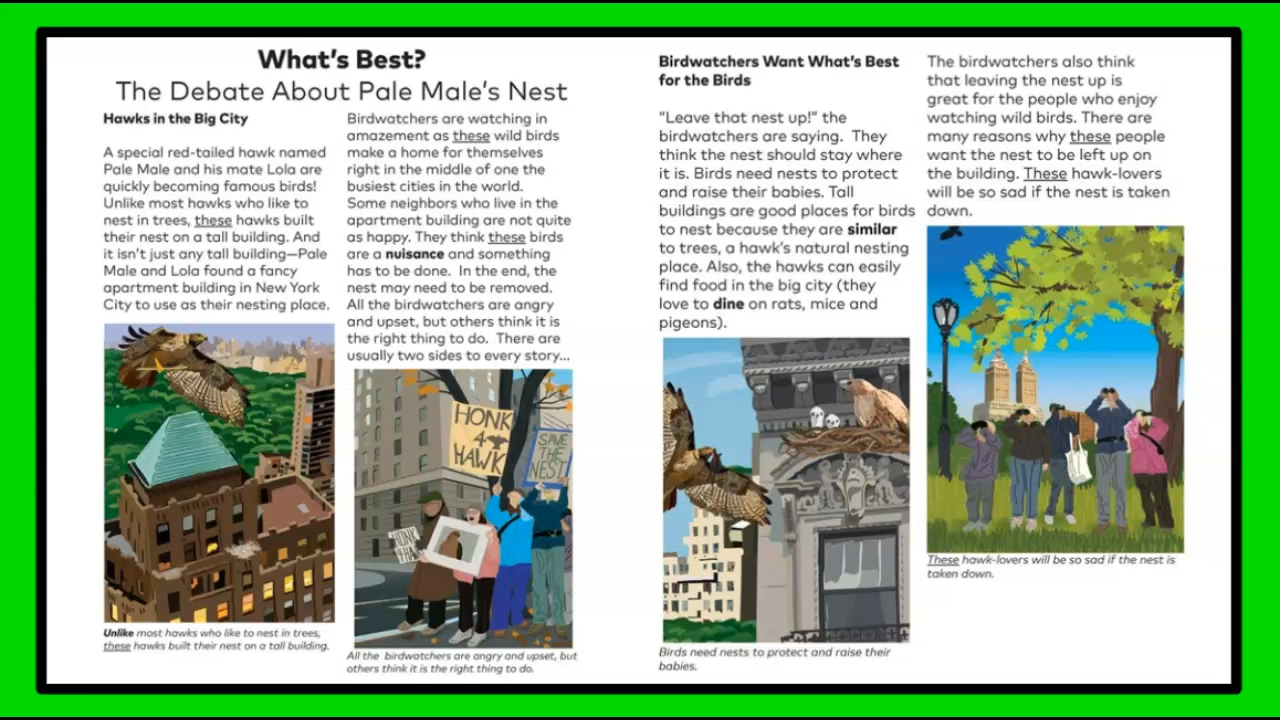 What's Best?
The Debate About Pale Male's Nest
Hawks in the Big City
A special red-tailed hawk named
Pale Male and his mate Lola are
quickly becoming famous birds!
Unlike most hawks who like to
nest in trees, these hawks built
their nest on a tall building. And
it isn't just any tall building—Pale
Male and Lola found a fancy
apartment building in New York
City to use as their nesting place.
Unlike most hawks who like to nest in trees,
these hawks built their nest on a tall building.
Birdwatchers are watching in
amazement as these wild birds
make a home for themselves
right in the middle of one the
busiest cities in the world.
Some neighbors who live in the
apartment building are not quite
as happy. They think these birds
are a nuisance and something
has to be done. In the end, the
nest may need to be removed.
All the birdwatchers are angry
and upset, but others think it is
the right thing to do. There are
usually two sides to every story...
HONK
4
HAWK
SAVE
THE
NEST
HONK
All the birdwatchers are angry and upset, but
others think it is the right thing to do.
Birdwatchers Want What's Best
for the Birds
"Leave that nest up!" the
birdwatchers are saying. They
think the nest should stay where
it is. Birds need nests to protect
and raise their babies. Tall
buildings are good places for birds
to nest because they are similar
to trees, a hawk's natural nesting
place. Also, the hawks can easily
find food in the big city (they
love to dine on rats, mice and
pigeons).
Birds need nests to protect and raise their
babies.
The birdwatchers also think
that leaving the nest up is
great for the people who enjoy
watching wild birds. There are
many reasons why these people
want the nest to be left up on
the building. These hawk-lovers
will be so sad if the nest is taken
down.
These hawk-lovers will be so sad if the nest is
taken down.